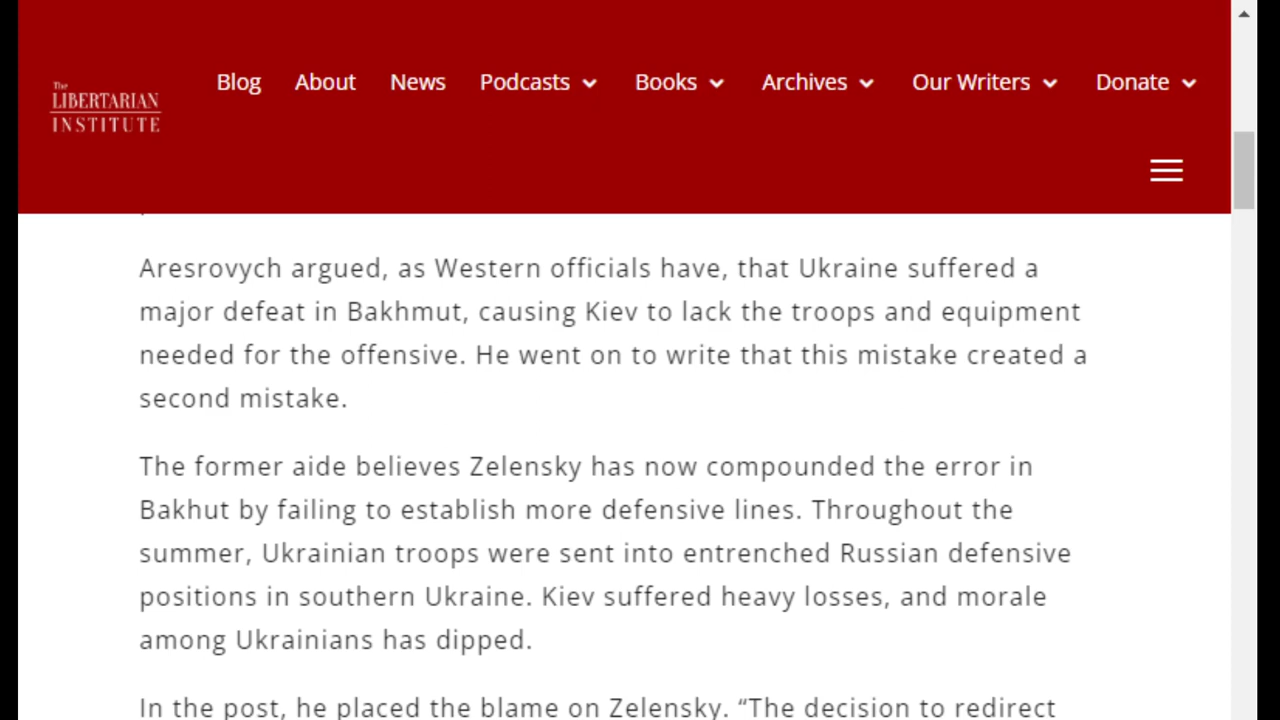 The
LIBERTARIAN
INSTITUTE
Blog About News Podcasts Books Archives Our Writers Donate
Aresrovych argued, as Western officials have, that Ukraine suffered a
major defeat in Bakhmut, causing Kiev to lack the troops and equipment
needed for the offensive. He went on to write that this mistake created a
second mistake.
The former aide believes Zelensky has now compounded the error in
Bakhut by failing to establish more defensive lines. Throughout the
summer, Ukrainian troops were sent into entrenched Russian defensive
positions in southern Ukraine. Kiev suffered heavy losses, and morale
among Ukrainians has dipped.
In the post, he placed the blame on Zelensky. “The decision to redirect